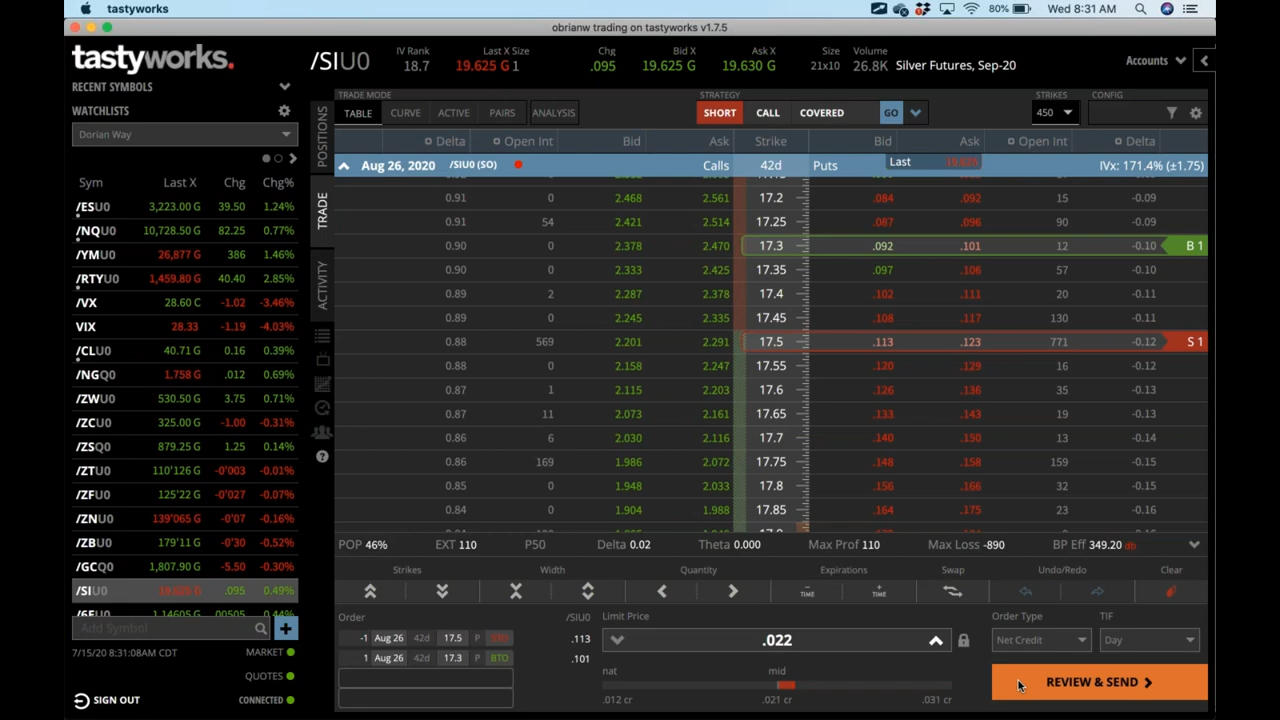 tastyworks
80%
Wed 8:31 AM
obrianw trading on tastyworks v1.7.5
tastyworks.
/SIU0
IV Rank
18.7
Last X Size
19.625 G 1
Chg
.095
Bid X
19.625 G
Ask X
19.630 G
Size
21x10
Volume
26.8K
Silver Futures, Sep-20
Accounts
RECENT SYMBOLS
WATCHLISTS
Dorian Way
Sym Last X Chg Chg%
/ESU0 3,223.00 G 39.50 1.24%
/NQU0 10,728.50 G 82.25 0.77%
/YMU0 26,877 G 386 1.46%
/RTYU0 1,459.80 G 40.40 2.85%
/VX 28.60 C -1.02 -3.46%
VIX 28.33 -1.19 -4.03%
/CLU0 40.71 G 0.16 0.39%
/NGQ0 1.758 G .012 0.69%
/ZWU0 530.50 G 3.75 0.71%
/ZCU0 325.00 G -1.00 -0.31%
/ZSQ0 879.25 G 1.25 0.14%
/ZTU0 110'126 G -0'003 -0.01%
/ZFU0 125'22 G -0'027 -0.07%
/ZNU0 139'065 G -0'07 -0.16%
/ZBU0 179'11 G -0'30 -0.52%
/GCQ0 1,807.90 G -5.50 -0.30%
/SIU0 .095 0.49%
Add Symbol
7/15/20 8:31:08AM CDT
MARKET
QUOTES
SIGN OUT
CONNECTED
POSITIONS
TRADE
ACTIVITY
TRADE MODE
TABLE CURVE ACTIVE PAIRS ANALYSIS
STRATEGY
SHORT CALL COVERED GO
STRIKES
450
CONFIG
Delta Open Int Bid Ask Strike Bid Ask Open Int Delta
Aug 26, 2020 /SIU0 (SO) Calls 42d Puts Last IVx: 171.4% (±1.75)
0.91 0 2.468 2.561 17.2 .084 .092 15 -0.09
0.91 54 2.421 2.514 17.25 .087 .096 90 -0.09
0.90 0 2.378 2.470 17.3 .092 .101 12 -0.10 B 1
0.90 0 2.333 2.425 17.35 .097 .106 57 -0.10
0.89 2 2.287 2.378 17.4 .102 .111 20 -0.11
0.89 0 2.245 2.335 17.45 .108 .117 130 -0.11
0.88 569 2.201 2.291 17.5 .113 .123 771 -0.12 S 1
0.88 0 2.158 2.247 17.55 .120 .129 16 -0.12
0.87 1 2.115 2.203 17.6 .126 .136 35 -0.13
0.87 11 2.073 2.161 17.65 .133 .143 19 -0.13
0.86 6 2.030 2.116 17.7 .140 .150 13 -0.14
0.86 169 1.986 2.072 17.75 .148 .158 159 -0.15
0.85 0 1.948 2.033 17.8 .156 .166 32 -0.15
0.84 0 1.904 1.988 17.85 .164 .175 23 -0.16
POP 46% EXT 110 P50 Delta 0.02 Theta 0.000 Max Prof 110 Max Loss -890 BP Eff 349.20 db
Strikes Width Quantity Expirations Swap Undo/Redo Clear
TIME TIME
Order /SIU0
-1 Aug 26 42d 17.5 P STO .113
1 Aug 26 42d 17.3 P BTO .101
Limit Price
.022
nat mid
.012 cr .021 cr .031 cr
Order Type
Net Credit
TIF
Day
REVIEW & SEND